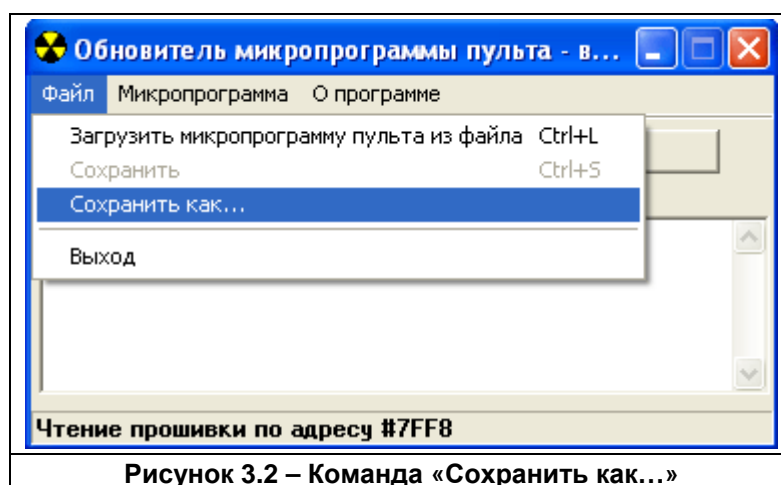 Обновитель микропрограммы пульта - в...
Файл Микропрограмма О программе
Загрузить микропрограмму пульта из файла Ctrl+L
Сохранить Ctrl+S
Сохранить как...
Выход
Чтение прошивки по адресу #7FF8
Рисунок 3.2 – Команда «Сохранить как…»